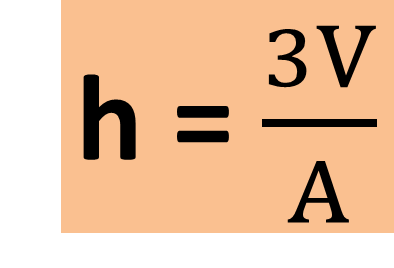 h = 3V/A